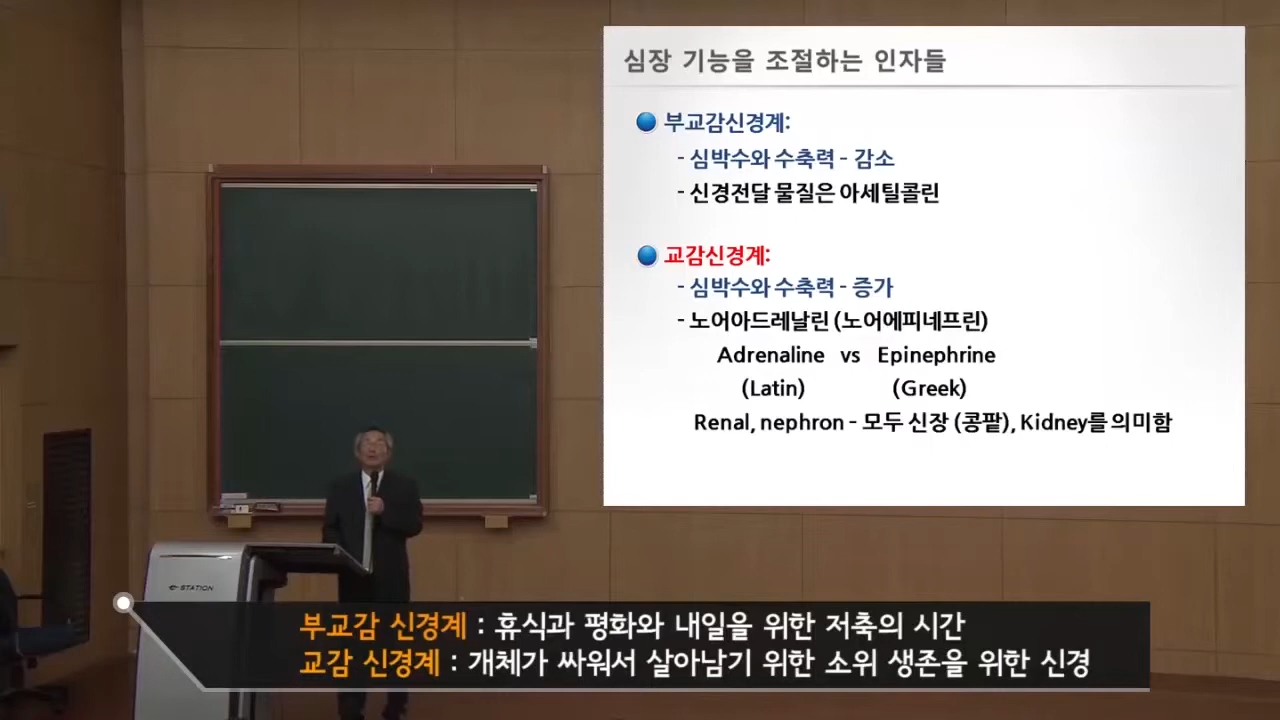 심장 기능을 조절하는 인자들
부교감신경계:
- 심박수와 수축력 - 감소
- 신경전달 물질은 아세틸콜린
교감신경계:
- 심박수와 수축력 - 증가
- 노어아드레날린 (노어에피네프린)
Adrenaline vs Epinephrine
(Latin) (Greek)
Renal, nephron - 모두 신장 (콩팥), Kidney를 의미함
e-STATION
부교감 신경계 : 휴식과 평화와 내일을 위한 저축의 시간
교감 신경계 : 개체가 싸워서 살아남기 위한 소위 생존을 위한 신경